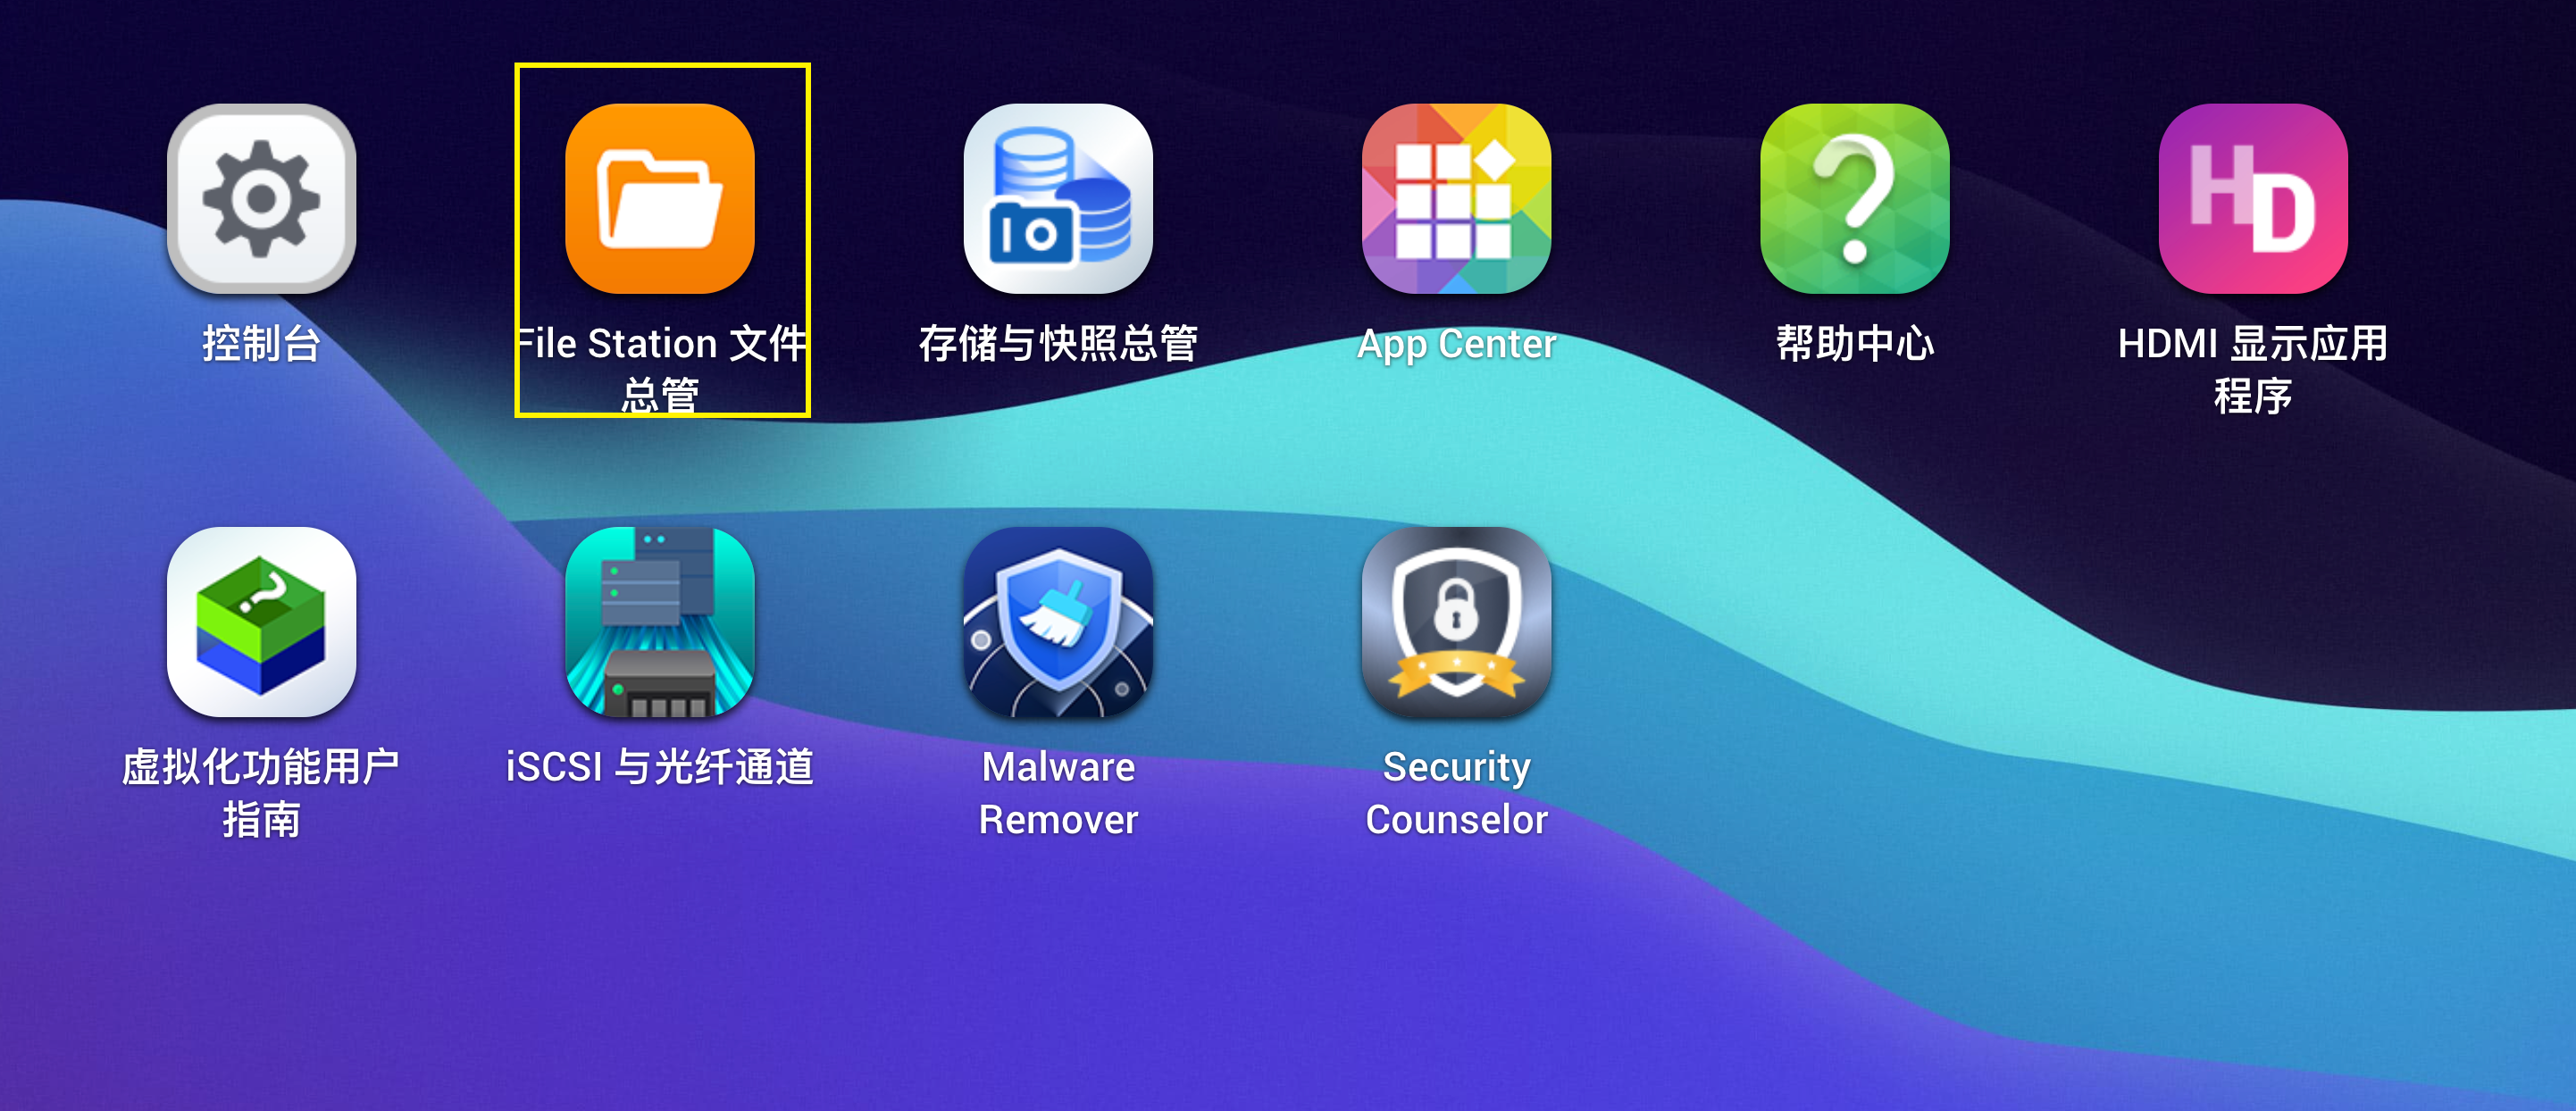 控制台
File Station 文件
总管
存储与快照总管
App Center
帮助中心
HD
HDMI 显示应用
程序
虚拟化功能用户
指南
iSCSI 与光纤通道
Malware
Remover
Security
Counselor